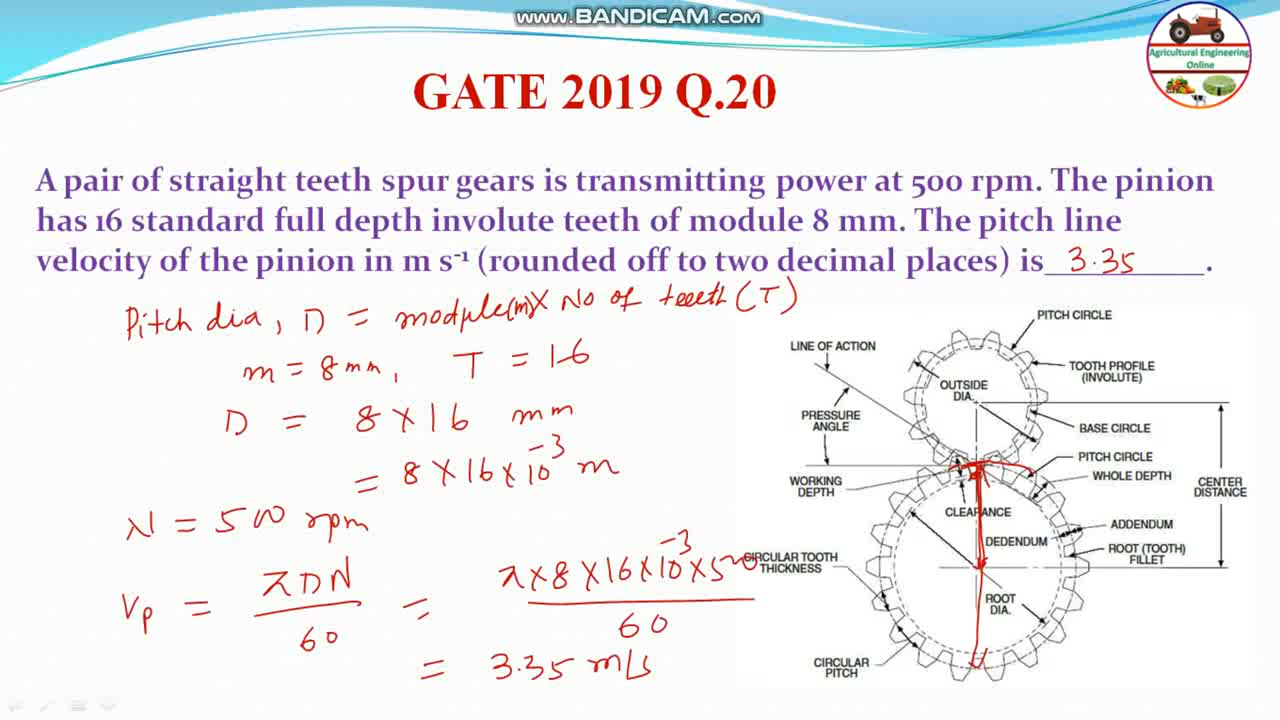 www.BANDICAM.com
Agricultural Engineering
Online
GATE 2019 Q.20
A pair of straight teeth spur gears is transmitting power at 500 rpm. The pinion
has 16 standard full depth involute teeth of module 8 mm. The pitch line
velocity of the pinion in m s⁻¹ (rounded off to two decimal places) is 3.35 .
Pitch dia, D = module(m) x No of teeth (T)
m = 8 mm, T = 16
D = 8 x 16 mm
= 8 x 16 x 10⁻³ m
N = 500 rpm
Vp = πDN / 60 = π x 8 x 16 x 10⁻³ x 500 / 60
= 3.35 m/s
PITCH CIRCLE
LINE OF ACTION
TOOTH PROFILE
(INVOLUTE)
OUTSIDE
DIA.
PRESSURE
ANGLE
BASE CIRCLE
PITCH CIRCLE
WHOLE DEPTH
WORKING
DEPTH
CENTER
DISTANCE
CLEARANCE
ADDENDUM
DEDENDUM
ROOT (TOOTH)
FILLET
CIRCULAR TOOTH
THICKNESS
ROOT
DIA.
CIRCULAR
PITCH